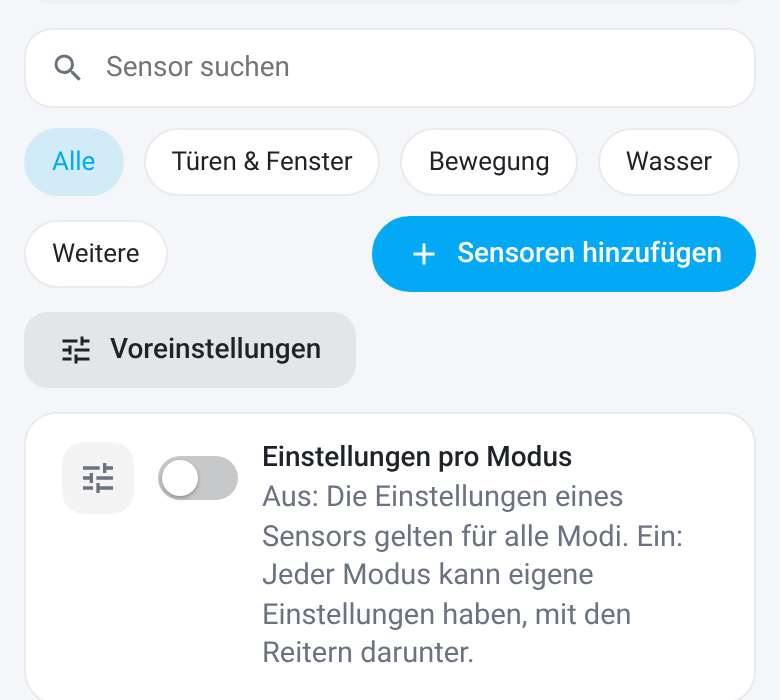 Sensor suchen
Alle
Türen & Fenster
Bewegung
Wasser
Weitere
Sensoren hinzufügen
Voreinstellungen
Einstellungen pro Modus
Aus: Die Einstellungen eines
Sensors gelten für alle Modi. Ein:
Jeder Modus kann eigene
Einstellungen haben, mit den
Reitern darunter.